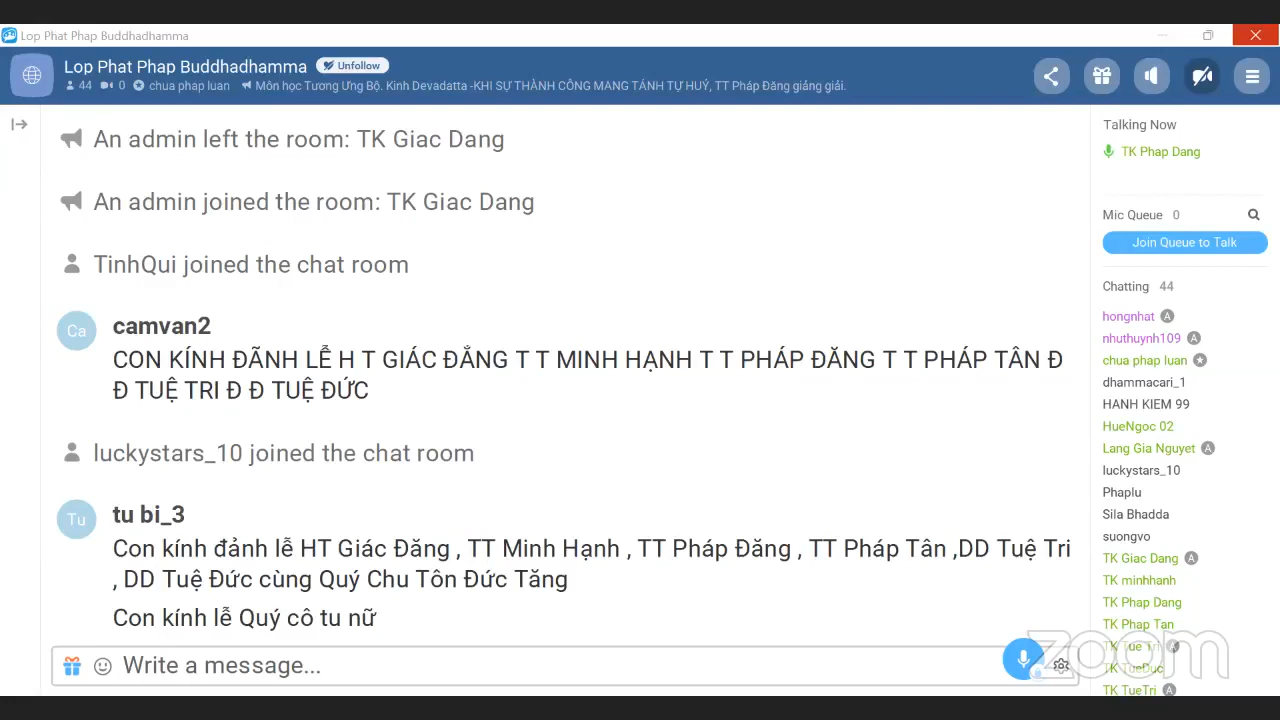 Lop Phat Phap Buddhadhamma
Lop Phat Phap Buddhadhamma Unfollow
44 0 chua phap luan Môn học Tương Ưng Bộ. Kinh Devadatta -KHI SỰ THÀNH CÔNG MANG TÁNH TỰ HUỶ, TT Pháp Đăng giảng giải.
An admin left the room: TK Giac Dang
An admin joined the room: TK Giac Dang
TinhQui joined the chat room
Ca camvan2
CON KÍNH ĐÃNH LỄ H T GIÁC ĐẲNG T T MINH HẠNH T T PHÁP ĐĂNG T T PHÁP TÂN Đ
Đ TUỆ TRI Đ Đ TUỆ ĐỨC
luckystars_10 joined the chat room
Tu tu bi_3
Con kính đảnh lễ HT Giác Đăng , TT Minh Hạnh , TT Pháp Đăng , TT Pháp Tân ,DD Tuệ Tri
, DD Tuệ Đức cùng Quý Chu Tôn Đức Tăng
Con kính lễ Quý cô tu nữ
Write a message...
Talking Now
TK Phap Dang
Mic Queue 0
Join Queue to Talk
Chatting 44
hongnhat A
nhuthuynh109 A
chua phap luan
dhammacari_1
HANH KIEM 99
HueNgoc 02
Lang Gia Nguyet A
luckystars_10
Phaplu
Sila Bhadda
suongvo
TK Giac Dang A
TK minhhanh
TK Phap Dang
TK Phap Tan
TK Tue Tri A
TK TueDuc
TK TueTri A
zoom